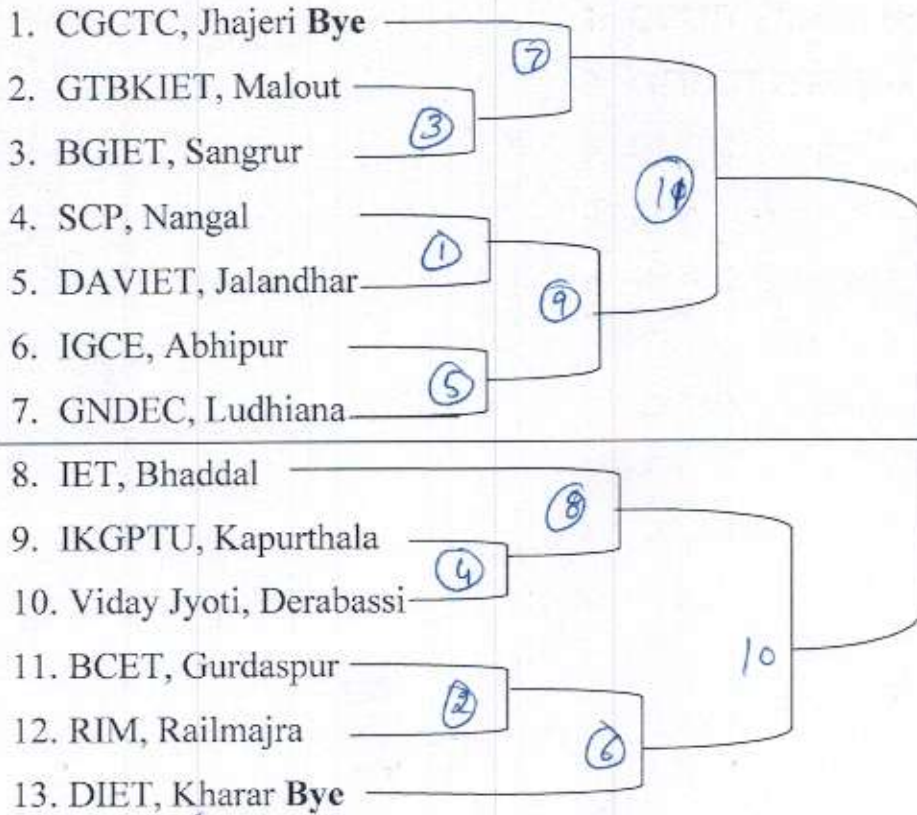 1. CGCTC, Jhajeri Bye
7
2. GTBKIET, Malout
3
3. BGIET, Sangrur
4. SCP, Nangal
1
5. DAVIET, Jalandhar
9
6. IGCE, Abhipur
5
7. GNDEC, Ludhiana
8. IET, Bhaddal
8
9. IKGPTU, Kapurthala
4
10. Viday Jyoti, Derabassi
11. BCET, Gurdaspur
10
2
12. RIM, Railmajra
6
13. DIET, Kharar Bye